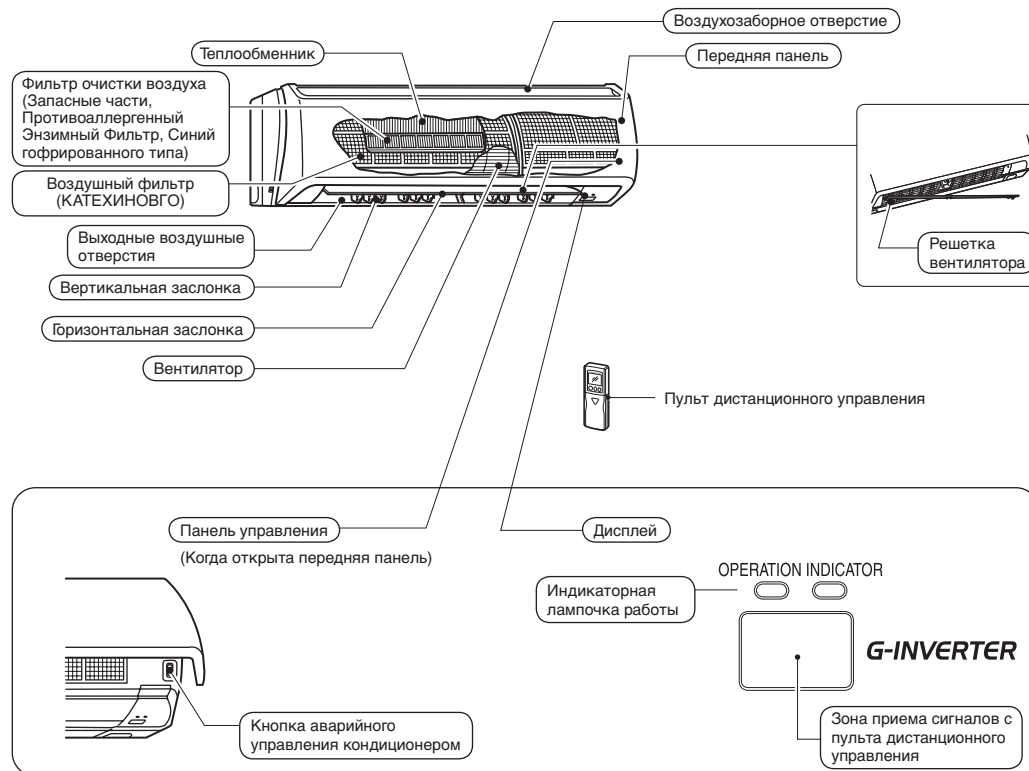 Воздухозаборное отверстие
Теплообменник
Передняя панель
Фильтр очистки воздуха
(Запасные части,
Противоаллергенный
Энзимный Фильтр, Синий
гофрированного типа)
Воздушный фильтр
(КАТЕХИНОВГО)
Выходные воздушные
отверстия
Решетка
вентилятора
Вертикальная заслонка
Горизонтальная заслонка
Вентилятор
Пульт дистанционного управления
Панель управления
(Когда открыта передняя панель)
Дисплей
OPERATION INDICATOR
Индикаторная
лампочка работы
G-INVERTER
Кнопка аварийного
управления кондиционером
Зона приема сигналов с
пульта дистанционного
управления